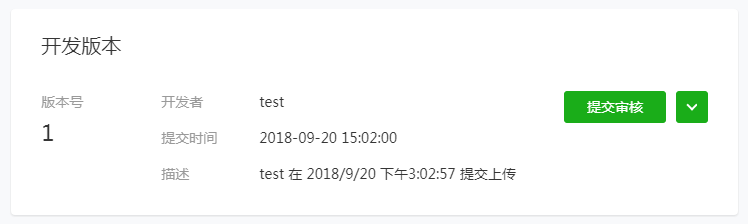 开发版本
版本号
1
开发者 test
提交时间 2018-09-20 15:02:00
描述 test 在 2018/9/20 下午3:02:57 提交上传
提交审核